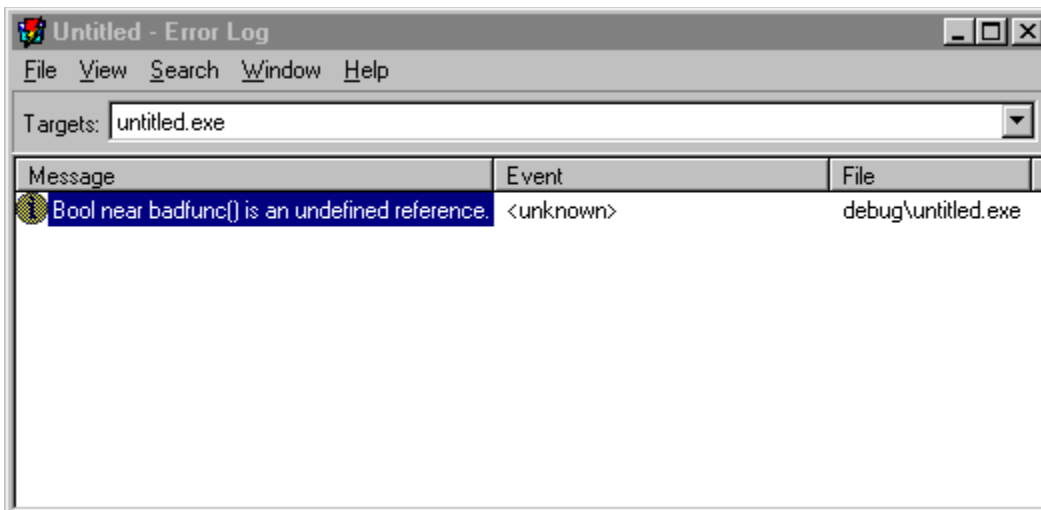 Untitled - Error Log
File View Search Window Help
Targets: untitled.exe
Message Event File
Bool near badfunc() is an undefined reference. <unknown> debug\untitled.exe